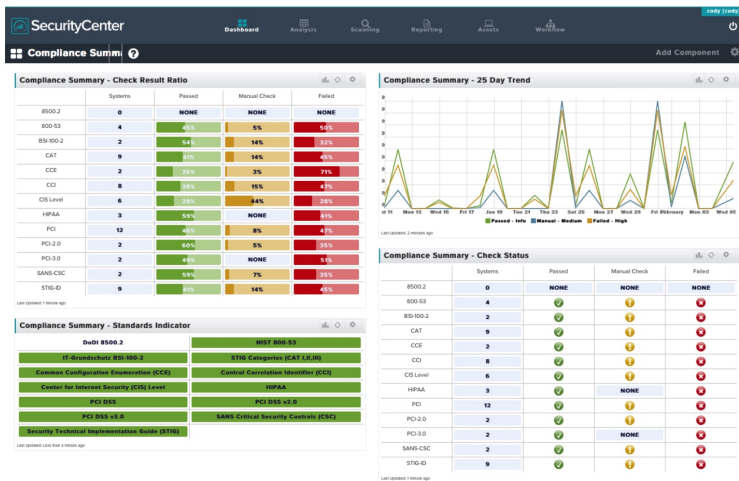 cody [cody
SecurityCenter
Dashboard Analysis Scanning Reporting Assets Workflow
Compliance Summa
Add Component
Compliance Summary - Check Result Ratio
Systems Passed Manual Check Failed
8500.2 0 NONE NONE NONE
800-53 4 45% 5% 50%
BSI-100-2 2 54% 14% 32%
CAT 9 41% 14% 45%
CCE 2 26% 3% 71%
CCI 8 38% 15% 47%
CIS Level 6 38% 44% 38%
HIPAA 3 59% NONE 41%
PCI 12 46% 8% 47%
PCI-2.0 2 60% 5% 35%
PCI-3.0 2 49% NONE 51%
SANS-CSC 2 59% 7% 35%
STIG-ID 9 41% 14% 45%
Last Updated: 1 minute ago
Compliance Summary - Standards Indicator
DoDI 8500.2 NIST 800-53
IT-Grundschutz BSI-100-2 STIG Categories (CAT I,II,III)
Common Configuration Enumeration (CCE) Control Correlation Identifier (CCI)
Center for Internet Security (CIS) Level HIPAA
PCI DSS PCI DSS v2.0
PCI DSS v3.0 SANS Critical Security Controls (CSC)
Security Technical Implementation Guide (STIG)
Last Updated: Less than a minute ago
Compliance Summary - 25 Day Trend
Mon 13 Wed 15 Fri 17 Jan 19 Tue 21 Thu 23 Sat 25 Mon 27 Wed 29 Fri Mon 03 Wed 05
Passed - Info Manual - Medium Failed - High
Last Updated: 2 minutes ago
Compliance Summary - Check Status
Systems Passed Manual Check Failed
8500.2 0 NONE NONE NONE
800-53 4
BSI-100-2 2
CAT 9
CCE 2
CCI 8
CIS Level 6
HIPAA 3 NONE
PCI 12
PCI-2.0 2
PCI-3.0 2 NONE
SANS-CSC 2
STIG-ID 9
Last Updated: 1 minute ago